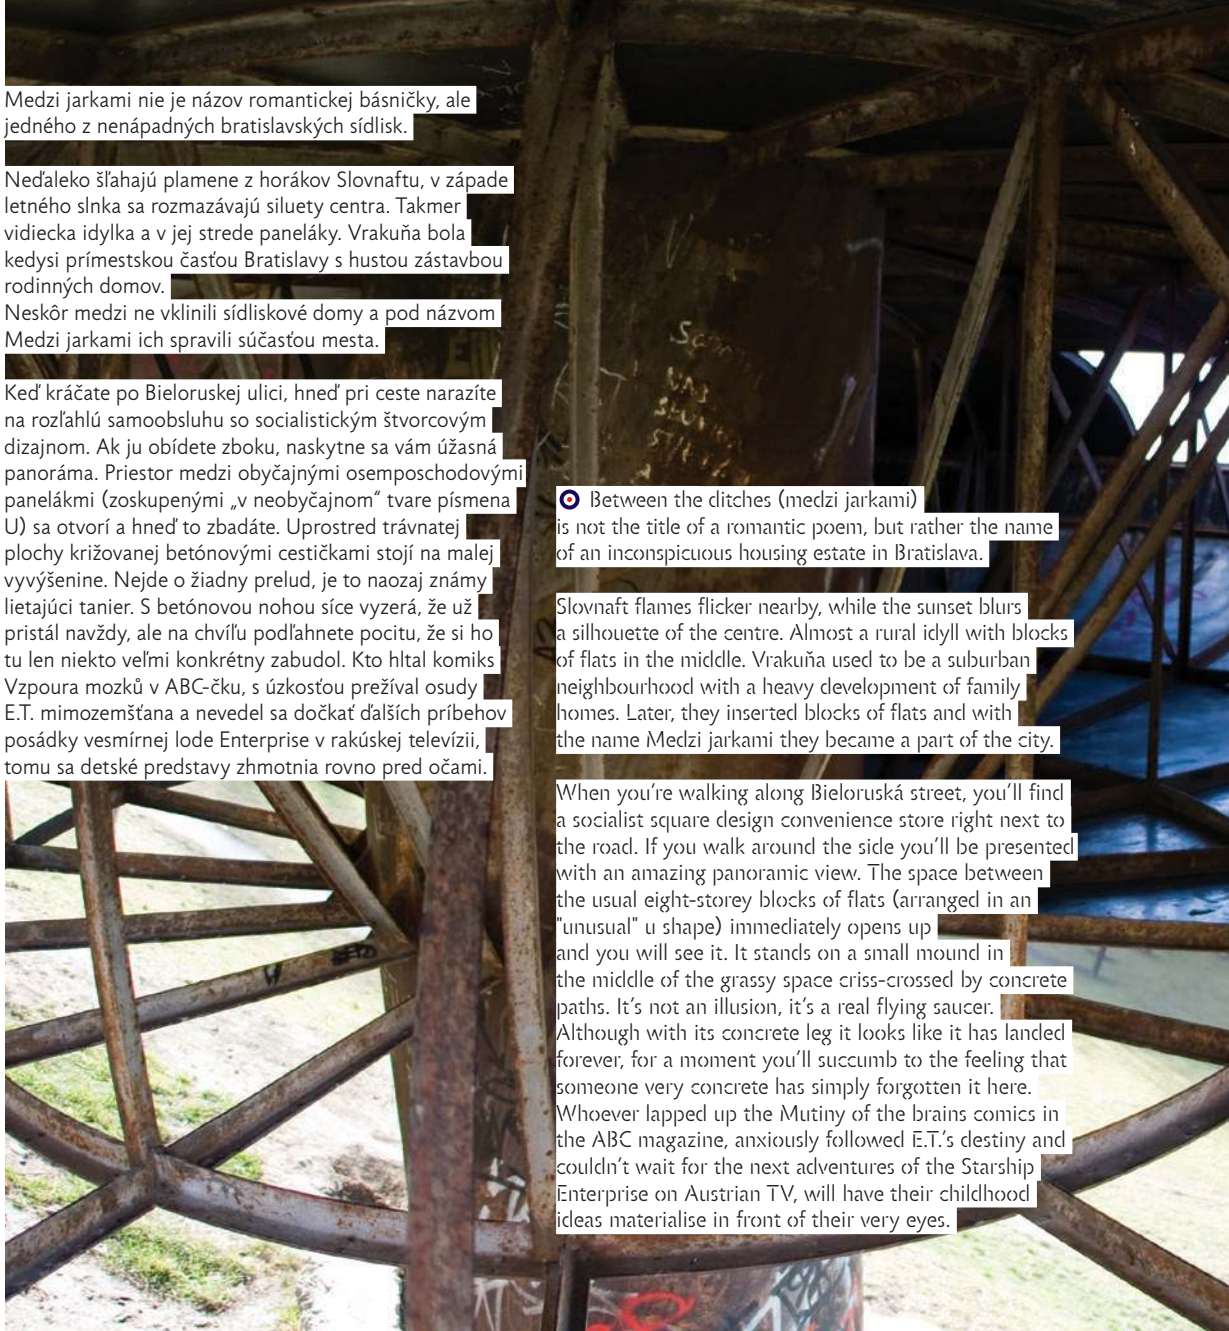 Medzi jarkami nie je názov romantickej básničky, ale
jedného z nenápadných bratislavských sídlisk.
Neďaleko šľahajú plamene z horákov Slovnaftu, v západe
letného slnka sa rozmazávajú siluety centra. Takmer
vidiecka idylka a v jej strede paneláky. Vrakuňa bola
kedysi prímestskou časťou Bratislavy s hustou zástavbou
rodinných domov.
Neskôr medzi ne vklinili sídliskové domy a pod názvom
Medzi jarkami ich spravili súčasťou mesta.
Keď kráčate po Bieloruskej ulici, hneď pri ceste narazíte
na rozľahlú samoobsluhu so socialistickým štvorcovým
dizajnom. Ak ju obídete zboku, naskytne sa vám úžasná
panoráma. Priestor medzi obyčajnými osemposchodovými
panelákmi (zoskupenými „v neobyčajnom“ tvare písmena
U) sa otvorí a hneď to zbadáte. Uprostred trávnatej
plochy križovanej betónovými cestičkami stojí na malej
vyvýšenine. Nejde o žiadny prelud, je to naozaj známy
lietajúci tanier. S betónovou nohou síce vyzerá, že už
pristál navždy, ale na chvíľu podľahnete pocitu, že si ho
tu len niekto veľmi konkrétny zabudol. Kto hltal komiks
Vzpoura mozků v ABC-čku, s úzkosťou prežíval osudy
E.T. mimozemšťana a nevedel sa dočkať ďalších príbehov
posádky vesmírnej lode Enterprise v rakúskej televízii,
tomu sa detské predstavy zhmotnia rovno pred očami.
Between the ditches (medzi jarkami)
is not the title of a romantic poem, but rather the name
of an inconspicuous housing estate in Bratislava.
Slovnaft flames flicker nearby, while the sunset blurs
a silhouette of the centre. Almost a rural idyll with blocks
of flats in the middle. Vrakuňa used to be a suburban
neighbourhood with a heavy development of family
homes. Later, they inserted blocks of flats and with
the name Medzi jarkami they became a part of the city.
When you're walking along Bieloruská street, you'll find
a socialist square design convenience store right next to
the road. If you walk around the side you'll be presented
with an amazing panoramic view. The space between
the usual eight-storey blocks of flats (arranged in an
"unusual" u shape) immediately opens up
and you will see it. It stands on a small mound in
the middle of the grassy space criss-crossed by concrete
paths. It's not an illusion, it's a real flying saucer.
Although with its concrete leg it looks like it has landed
forever, for a moment you'll succumb to the feeling that
someone very concrete has simply forgotten it here.
Whoever lapped up the Mutiny of the brains comics in
the ABC magazine, anxiously followed E.T.'s destiny and
couldn't wait for the next adventures of the Starship
Enterprise on Austrian TV, will have their childhood
ideas materialise in front of their very eyes.